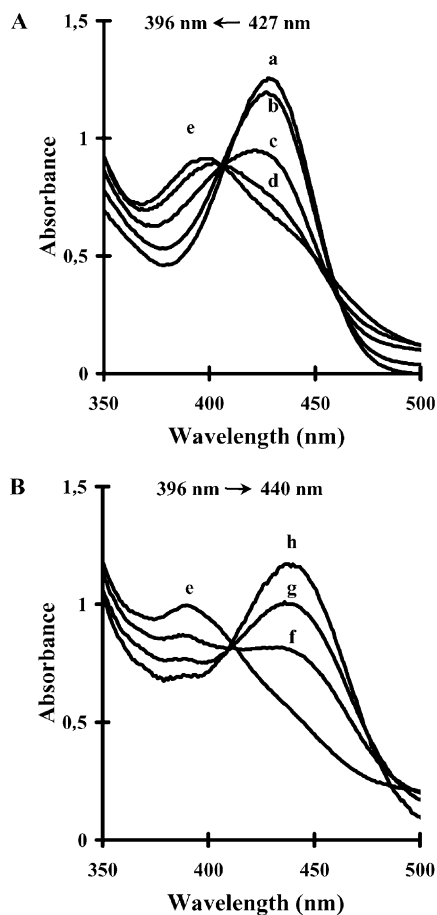 A
396 nm ← 427 nm
1,5
a
b
e
c
1
d
Absorbance
0,5
0
350 400 450 500
Wavelength (nm)
B
396 nm → 440 nm
1,5
h
e
g
1
f
Absorbance
0,5
0
350 400 450 500
Wavelength (nm)